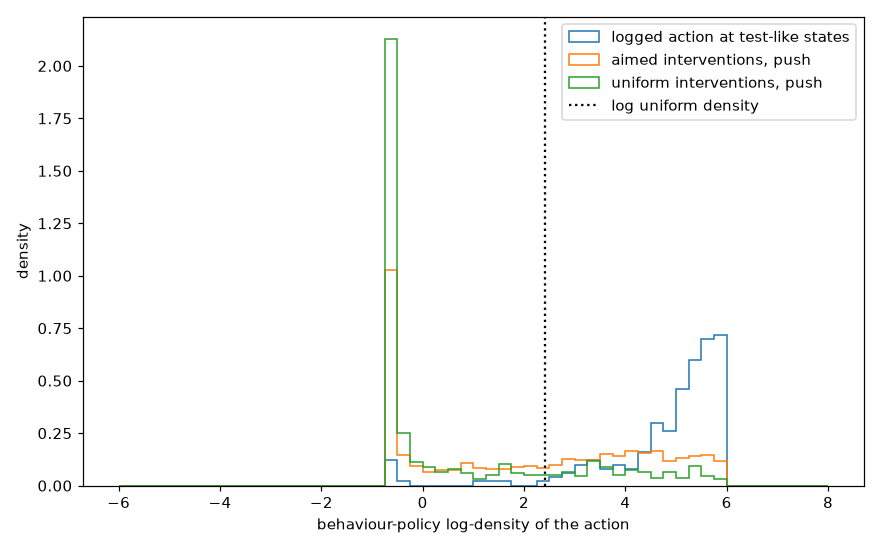 logged action at test-like states
aimed interventions, push
uniform interventions, push
log uniform density
density
2.00
1.75
1.50
1.25
1.00
0.75
0.50
0.25
0.00
−6
−4
−2
0
2
4
6
8
behaviour-policy log-density of the action